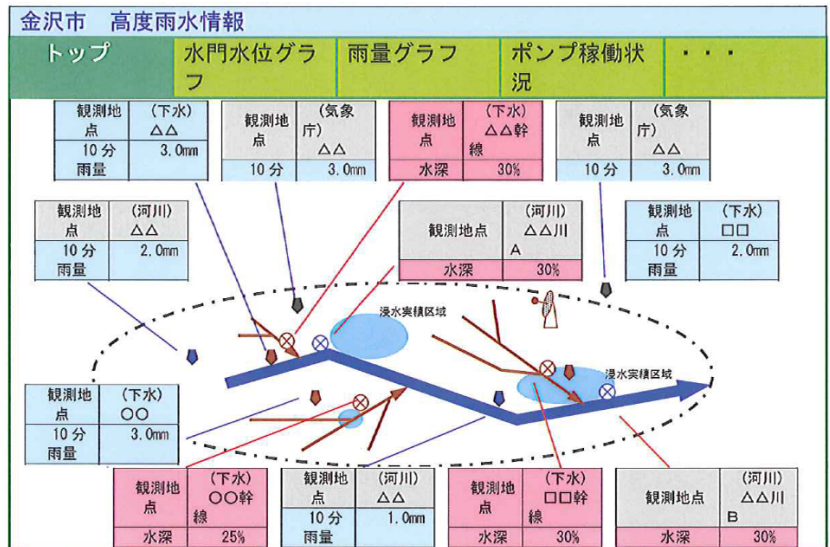 金沢市　高度雨水情報
トップ
水門水位グラ
フ
雨量グラフ
ポンプ稼働状
況
・・・
観測地
点
(下水)
△△
10分
雨量
3.0mm
観測地
点
(気象
庁)
△△
10分
3.0mm
観測地
点
(下水)
△△幹
線
水深
30%
観測地
点
(気象
庁)
△△
10分
3.0mm
観測地
点
(河川)
△△
10分
雨量
2.0mm
観測地点
(河川)
△△川
A
水深
30%
観測地
点
(下水)
□□
10分
雨量
2.0mm
浸水実績区域
浸水実績区域
観測地
点
(下水)
○○
10分
雨量
3.0mm
観測地
点
(下水)
○○幹
線
水深
25%
観測地
点
(河川)
△△
10分
雨量
1.0mm
観測地
点
(下水)
□□幹
線
水深
30%
観測地点
(河川)
△△川
B
水深
30%